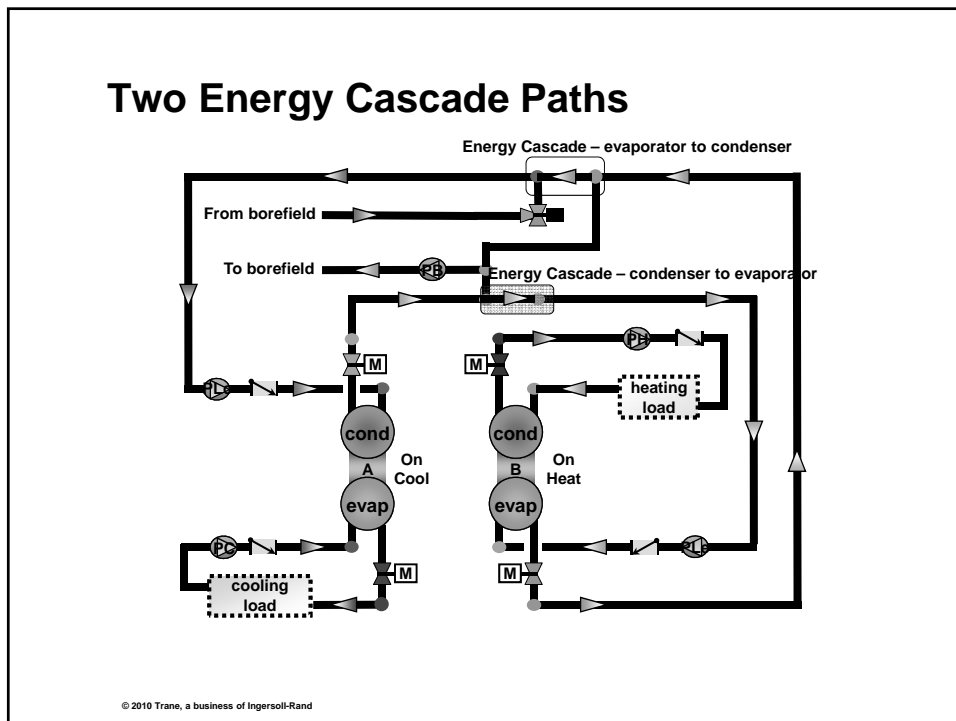 Two Energy Cascade Paths
Energy Cascade – evaporator to condenser
From borefield
To borefield
PB
Energy Cascade – condenser to evaporator
M
M
PH
PLc
heating
load
cond
cond
A
On
Cool
B
On
Heat
evap
evap
PC
PLe
M
M
cooling
load
© 2010 Trane, a business of Ingersoll-Rand